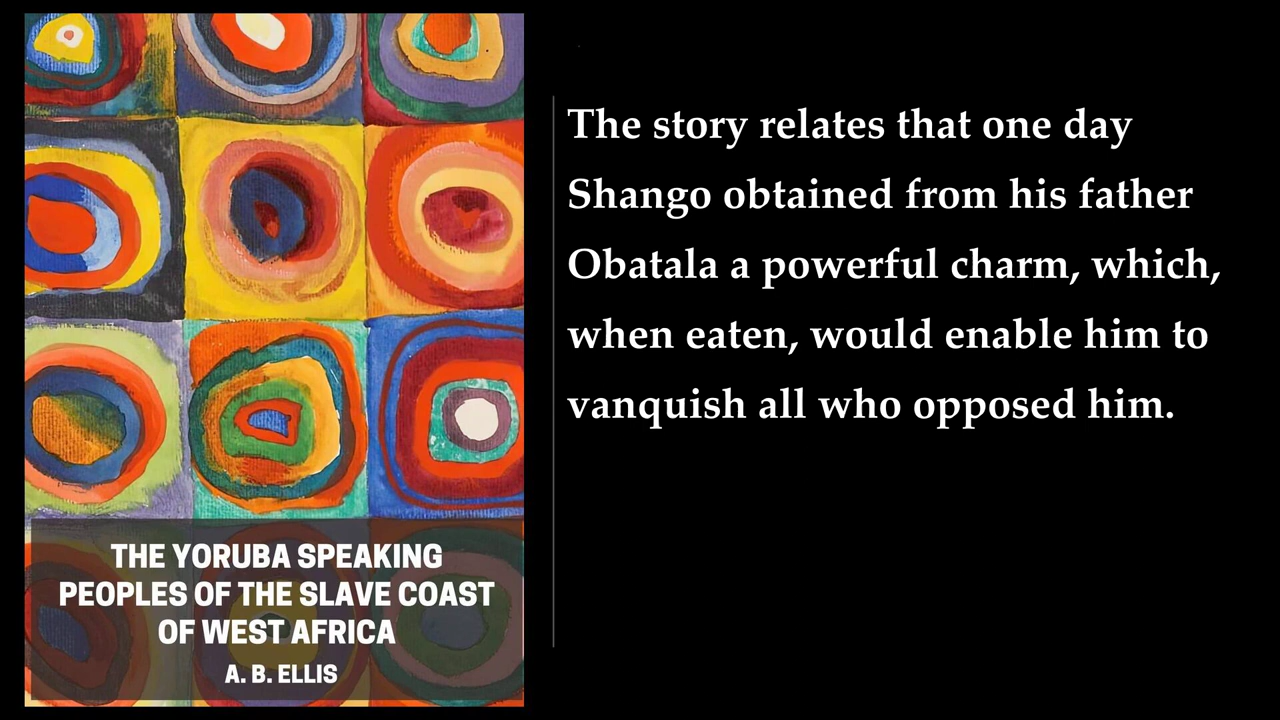 The story relates that one day
Shango obtained from his father
Obatala a powerful charm, which,
when eaten, would enable him to
vanquish all who opposed him.
THE YORUBA SPEAKING
PEOPLES OF THE SLAVE COAST
OF WEST AFRICA
A. B. ELLIS